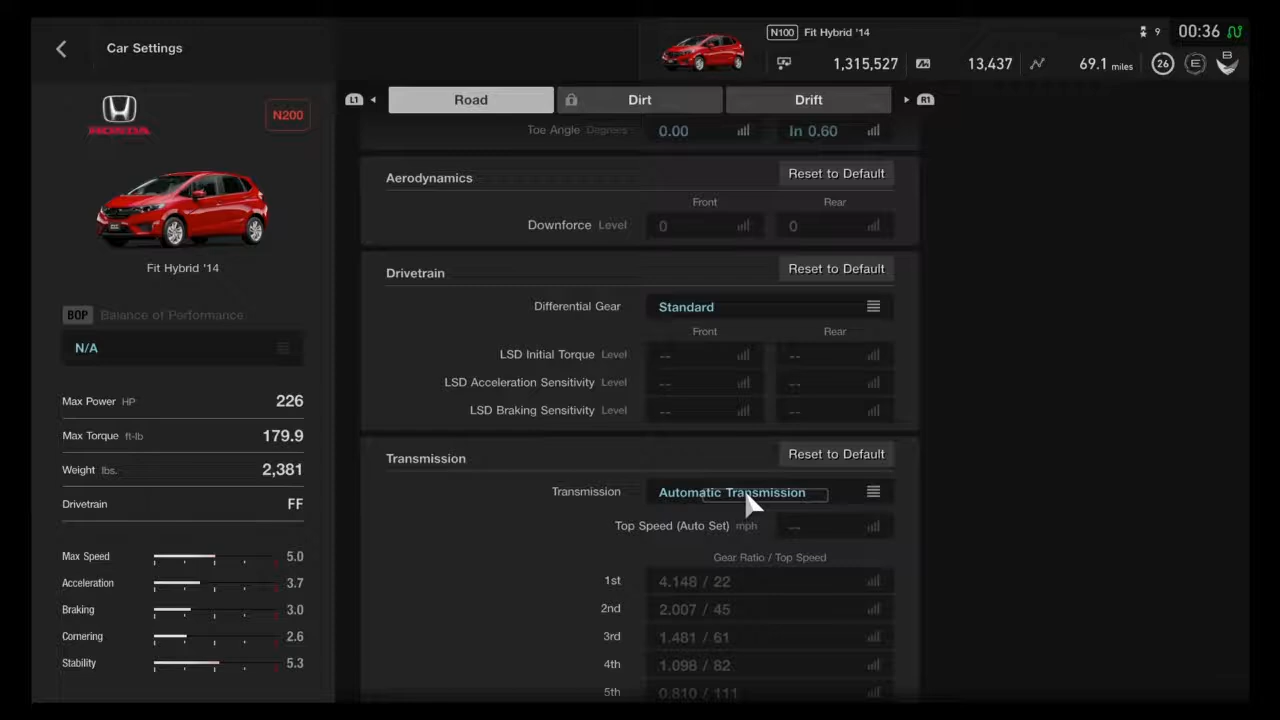 Car Settings
N100 Fit Hybrid '14
9 00:36
1,315,527 13,437 69.1 miles 26 E B
HONDA
N200
L1 Road Dirt Drift R1
Toe Angle Degrees 0.00 In 0.60
Aerodynamics Reset to Default
Front Rear
Downforce Level 0 0
Fit Hybrid '14
Drivetrain Reset to Default
Differential Gear Standard
BOP Balance of Performance
Front Rear
N/A
LSD Initial Torque Level -- --
LSD Acceleration Sensitivity Level -- --
LSD Braking Sensitivity Level -- --
Max Power HP 226
Max Torque ft-lb 179.9
Weight lbs. 2,381
Drivetrain FF
Transmission Reset to Default
Transmission Automatic Transmission
Top Speed (Auto Set) mph --
Gear Ratio / Top Speed
1st 4.148 / 22
2nd 2.007 / 45
3rd 1.481 / 61
4th 1.098 / 82
5th 0.810 / 111
Max Speed 5.0
Acceleration 3.7
Braking 3.0
Cornering 2.6
Stability 5.3